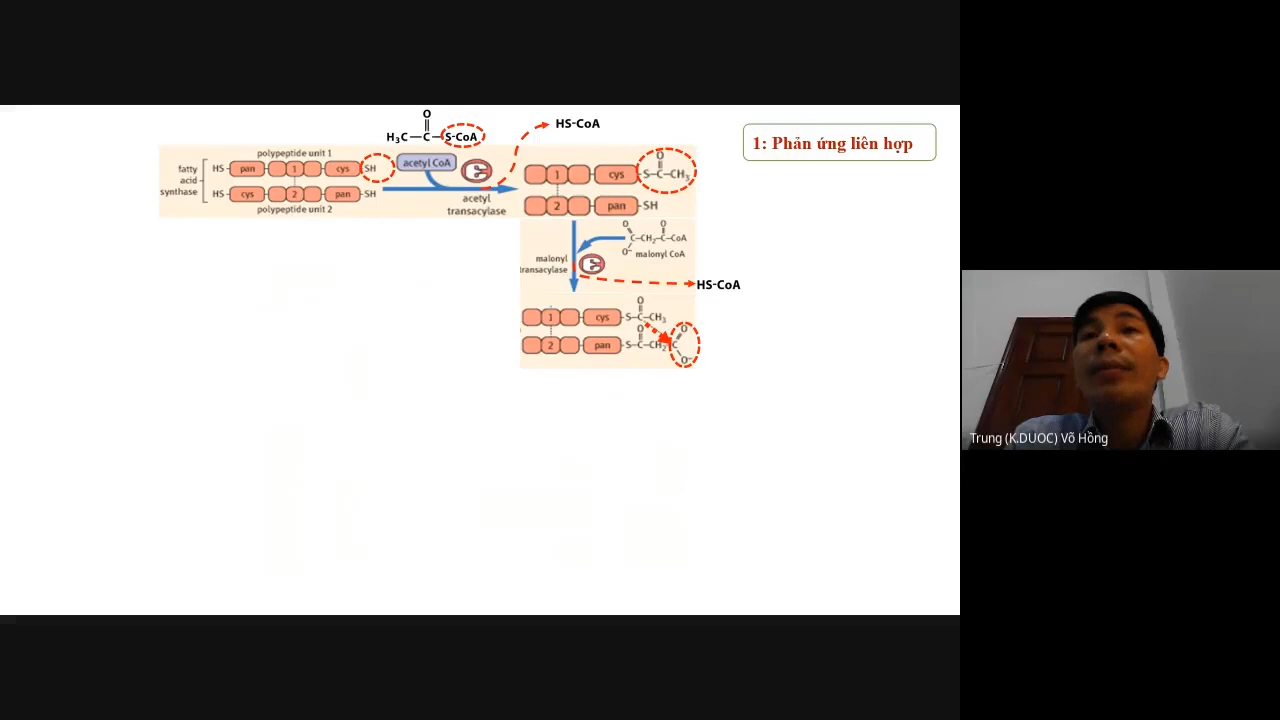 O
H₃C—C—S-CoA
HS-CoA
1: Phản ứng liên hợp
polypeptide unit 1
fatty
acid
synthase
HS- pan 1 cys SH
HS- cys 2 pan -SH
polypeptide unit 2
acetyl CoA
acetyl
transacylase
O
1 cys S—C—CH₃
2 pan -SH
O O
C—CH₂—C—CoA
O⁻
malonyl CoA
malonyl
transacylase
HS-CoA
O
1 cys S—C—CH₃
O O
2 pan S—C—CH₂ C
O⁻
Trung (K.DUOC) Võ Hồng